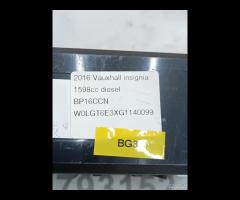 2016 Vauxhall insignia
1598cc diesel
BP16CCN
W0LGT6E3XG1140099
BG3